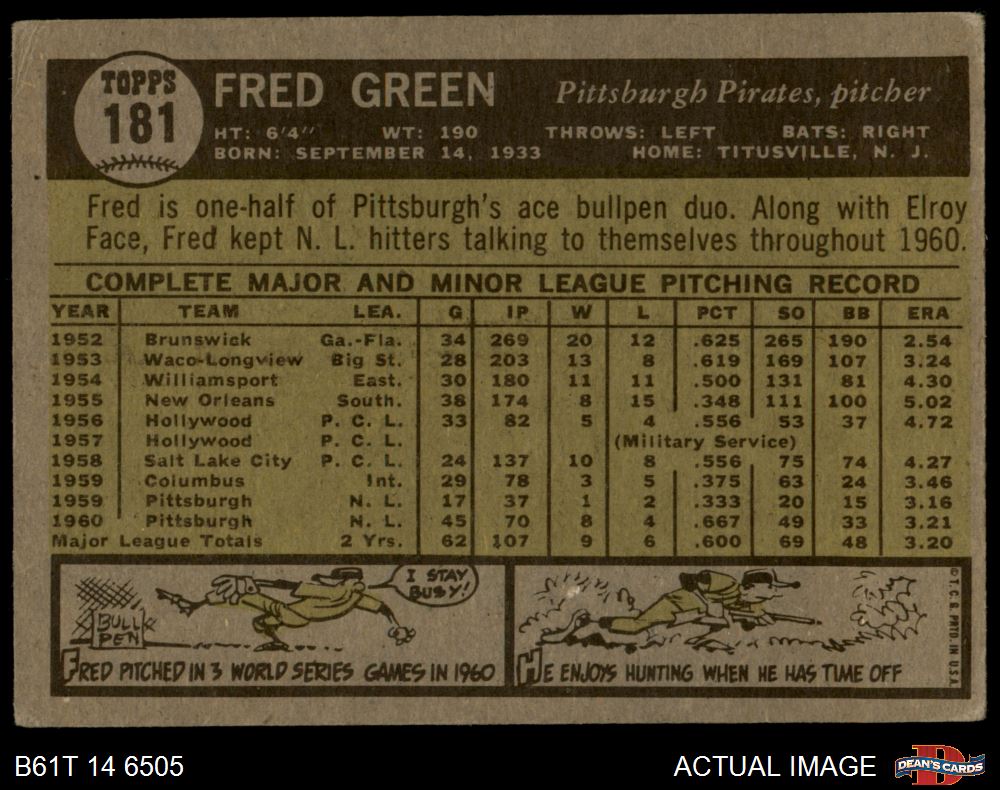 TOPPS
181
FRED GREEN
Pittsburgh Pirates, pitcher
HT: 6'4" WT: 190 THROWS: LEFT BATS: RIGHT
BORN: SEPTEMBER 14, 1933 HOME: TITUSVILLE, N. J.
Fred is one-half of Pittsburgh's ace bullpen duo. Along with Elroy
Face, Fred kept N. L. hitters talking to themselves throughout 1960.
COMPLETE MAJOR AND MINOR LEAGUE PITCHING RECORD
YEAR TEAM LEA. G IP W L PCT SO BB ERA
1952 Brunswick Ga.-Fla. 34 269 20 12 .625 265 190 2.54
1953 Waco-Longview Big St. 28 203 13 8 .619 169 107 3.24
1954 Williamsport East. 30 180 11 11 .500 131 81 4.30
1955 New Orleans South. 38 174 8 15 .348 111 100 5.02
1956 Hollywood P. C. L. 33 82 5 4 .556 53 37 4.72
1957 Hollywood (Military Service)
1958 Salt Lake City P. C. L. 24 137 10 8 .556 75 74 4.27
1959 Columbus Int. 29 78 3 5 .375 63 24 3.46
1959 Pittsburgh N. L. 17 37 1 2 .333 20 15 3.16
1960 Pittsburgh N. L. 45 70 8 4 .667 49 33 3.21
Major League Totals 2 Yrs. 62 107 9 6 .600 69 48 3.20
I STAY
BUSY!
BULL
PEN
FRED PITCHED IN 3 WORLD SERIES GAMES IN 1960
HE ENJOYS HUNTING WHEN HE HAS TIME OFF
© T. C. G. PRTD. IN U.S.A.
B61T 14 6505
ACTUAL IMAGE
DEAN'S CARDS